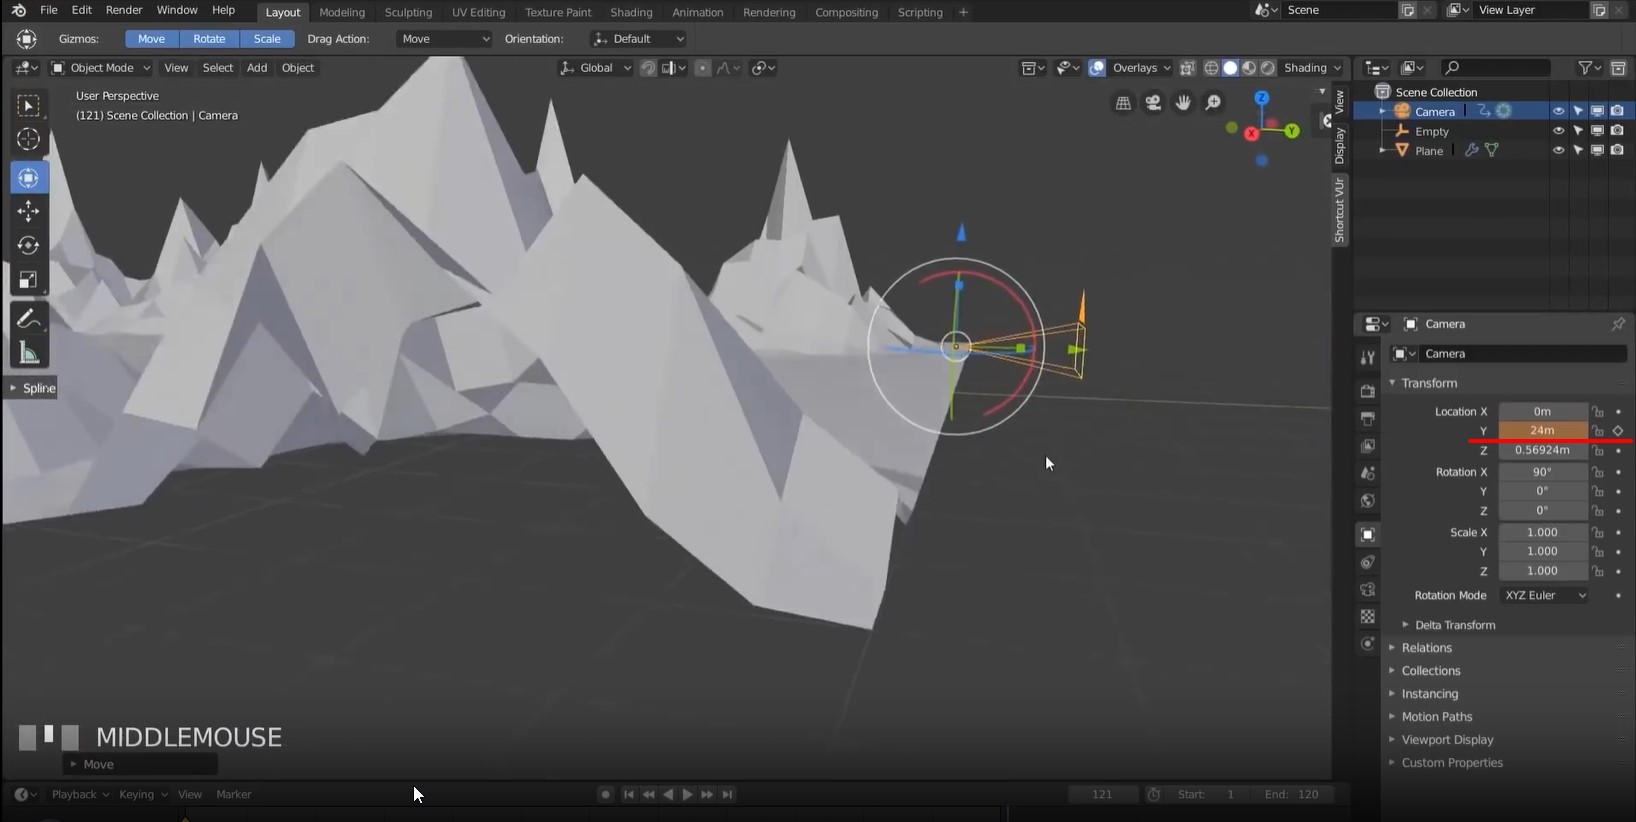 File Edit Render Window Help Layout Modeling Sculpting UV Editing Texture Paint Shading Animation Rendering Compositing Scripting + Scene View Layer
Gizmos: Move Rotate Scale Drag Action: Move Orientation: Default
Object Mode View Select Add Object Global Overlays Shading
User Perspective
(121) Scene Collection | Camera
Z
Y
X
View
Display
Shortcut VUr
Spline
MIDDLEMOUSE
Move
Playback Keying View Marker 121 Start: 1 End: 120
Scene Collection
Camera
Empty
Plane
Camera
Camera
Transform
Location X 0m
Y 24m
Z 0.56924m
Rotation X 90°
Y 0°
Z 0°
Scale X 1.000
Y 1.000
Z 1.000
Rotation Mode XYZ Euler
Delta Transform
Relations
Collections
Instancing
Motion Paths
Viewport Display
Custom Properties